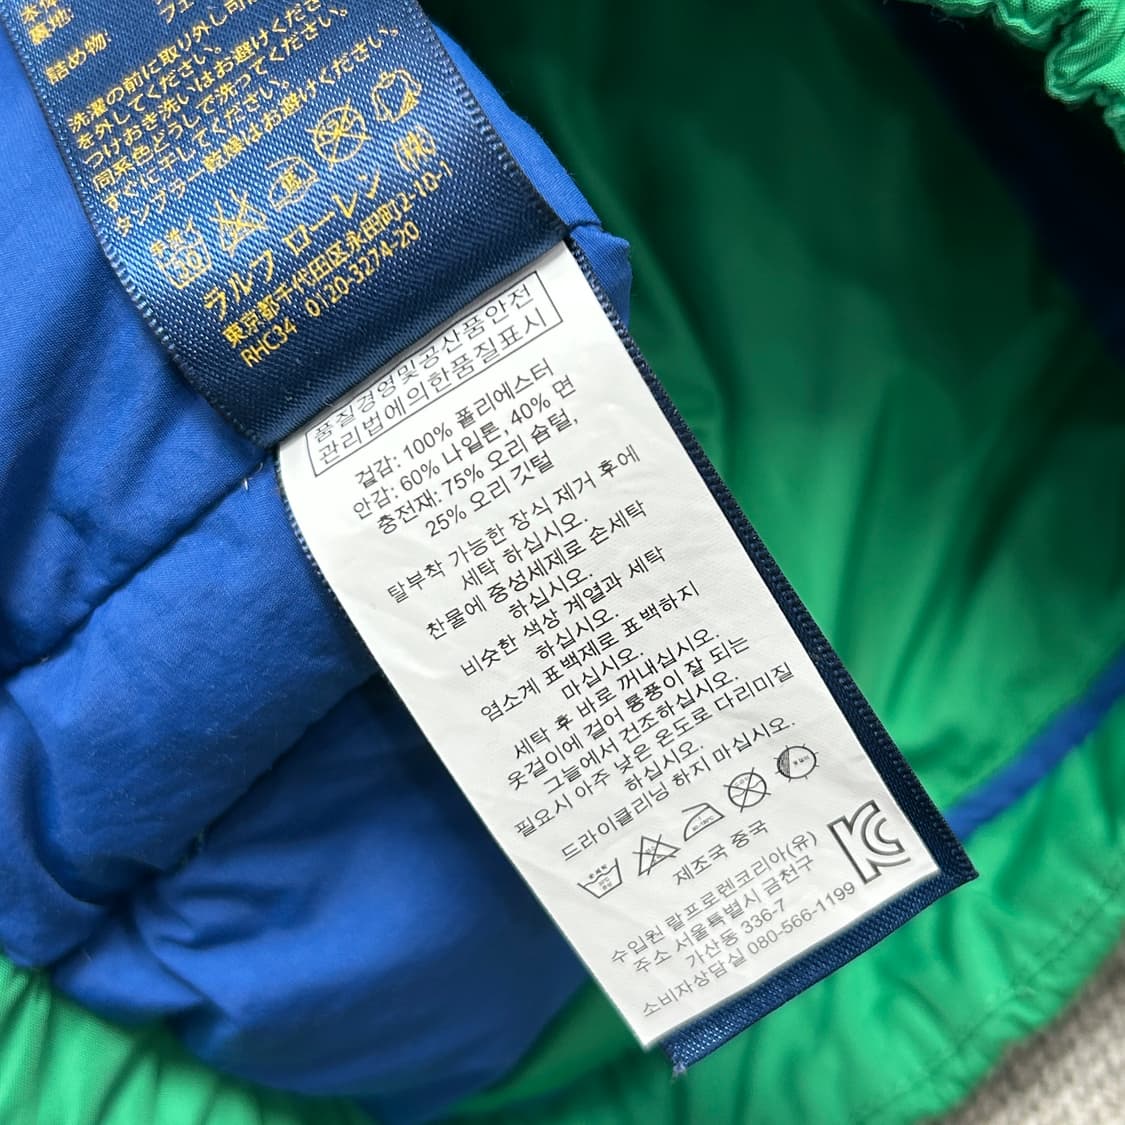 本体
裏地
詰め物: フェ
洗濯の前に取り外し可
を外してください。
つけおき洗いはお避けくださ
同系色どうしで洗ってください。
すぐに干してください。
タンブラー乾燥はお避けください。
手洗イ
30
ラルフ ローレン (株)
東京都千代田区永田町2-10-1
RHC34 0120-3274-20
품질경영및공산품안전
관리법에의한품질표시
겉감: 100% 폴리에스터
안감: 60% 나일론, 40% 면
충전재: 75% 오리 솜털,
25% 오리 깃털
탈부착 가능한 장식 제거 후에
세탁 하십시오.
찬물에 중성세제로 손세탁
하십시오.
비슷한 색상 계열과 세탁
하십시오.
염소계 표백제로 표백하지
마십시오.
세탁 후 바로 꺼내십시오.
옷걸이에 걸어 통풍이 잘 되는
그늘에서 건조하십시오.
필요시 아주 낮은 온도로 다리미질
하십시오.
드라이클리닝 하지 마십시오.
제조국 중국
수입원 랄프로렌코리아(유)
주소 서울특별시 금천구
가산동 336-7
소비자상담실 080-566-1199